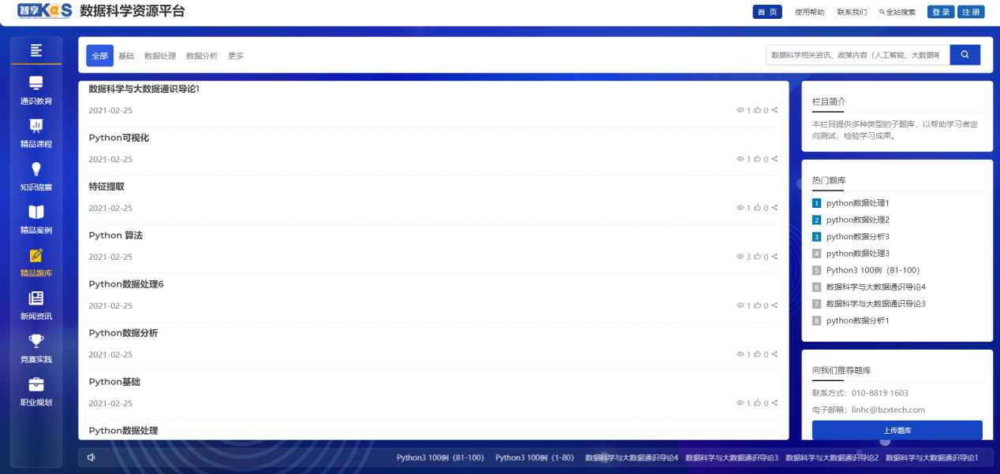 智享KaS 数据科学资源平台
首 页 使用帮助 联系我们 全站搜索 登 录 注 册
全部 基础 数据处理 数据分析 更多
数据科学相关资讯、政策内容（人工智能、大数据等
通识教育
精品课程
知识锦囊
精品案例
精品题库
新闻资讯
竞赛实践
职业规划
数据科学与大数据通识导论1
2021-02-25 1 0
Python可视化
2021-02-25 1 0
特征提取
2021-02-25 1 0
Python 算法
2021-02-25 3 0
Python数据处理6
2021-02-25 1 0
Python数据分析
2021-02-25 1 0
Python基础
2021-02-25 1 0
Python数据处理
栏目简介
本栏目提供多种类型的子题库，以帮助学习者定
向测试，检验学习成果。
热门题库
1 python数据处理1
2 python数据处理2
3 python数据分析3
4 python数据处理3
5 Python3 100例（81-100）
6 数据科学与大数据通识导论4
7 数据科学与大数据通识导论3
8 python数据分析1
向我们推荐题库
联系方式：010-8819 1603
电子邮箱：linhc@bzxtech.com
上传题库
Python3 100例（81-100） Python3 100例（1-80） 数据科学与大数据通识导论4 数据科学与大数据通识导论3 数据科学与大数据通识导论2 数据科学与大数据通识导论1